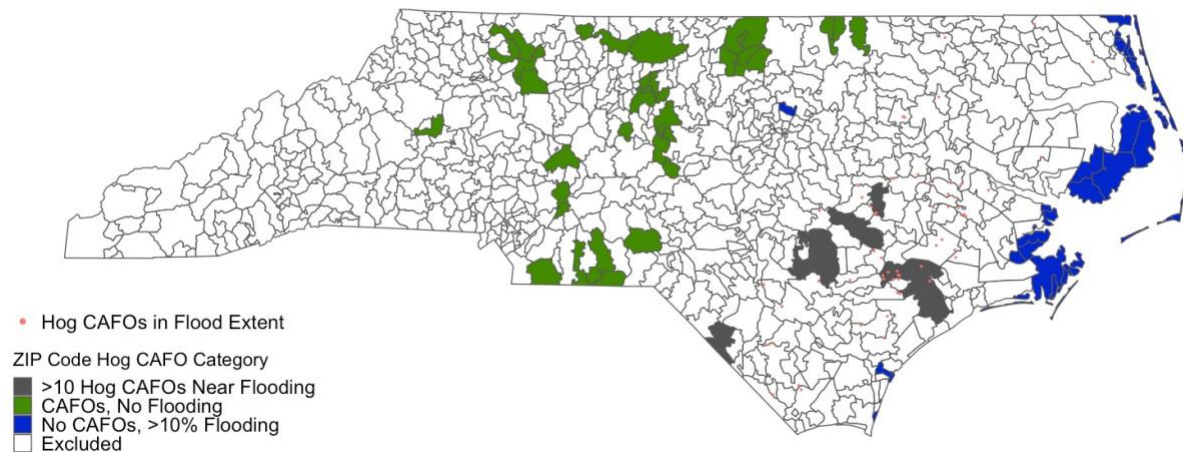 Hog CAFOs in Flood Extent
ZIP Code Hog CAFO Category
>10 Hog CAFOs Near Flooding
CAFOs, No Flooding
No CAFOs, >10% Flooding
Excluded